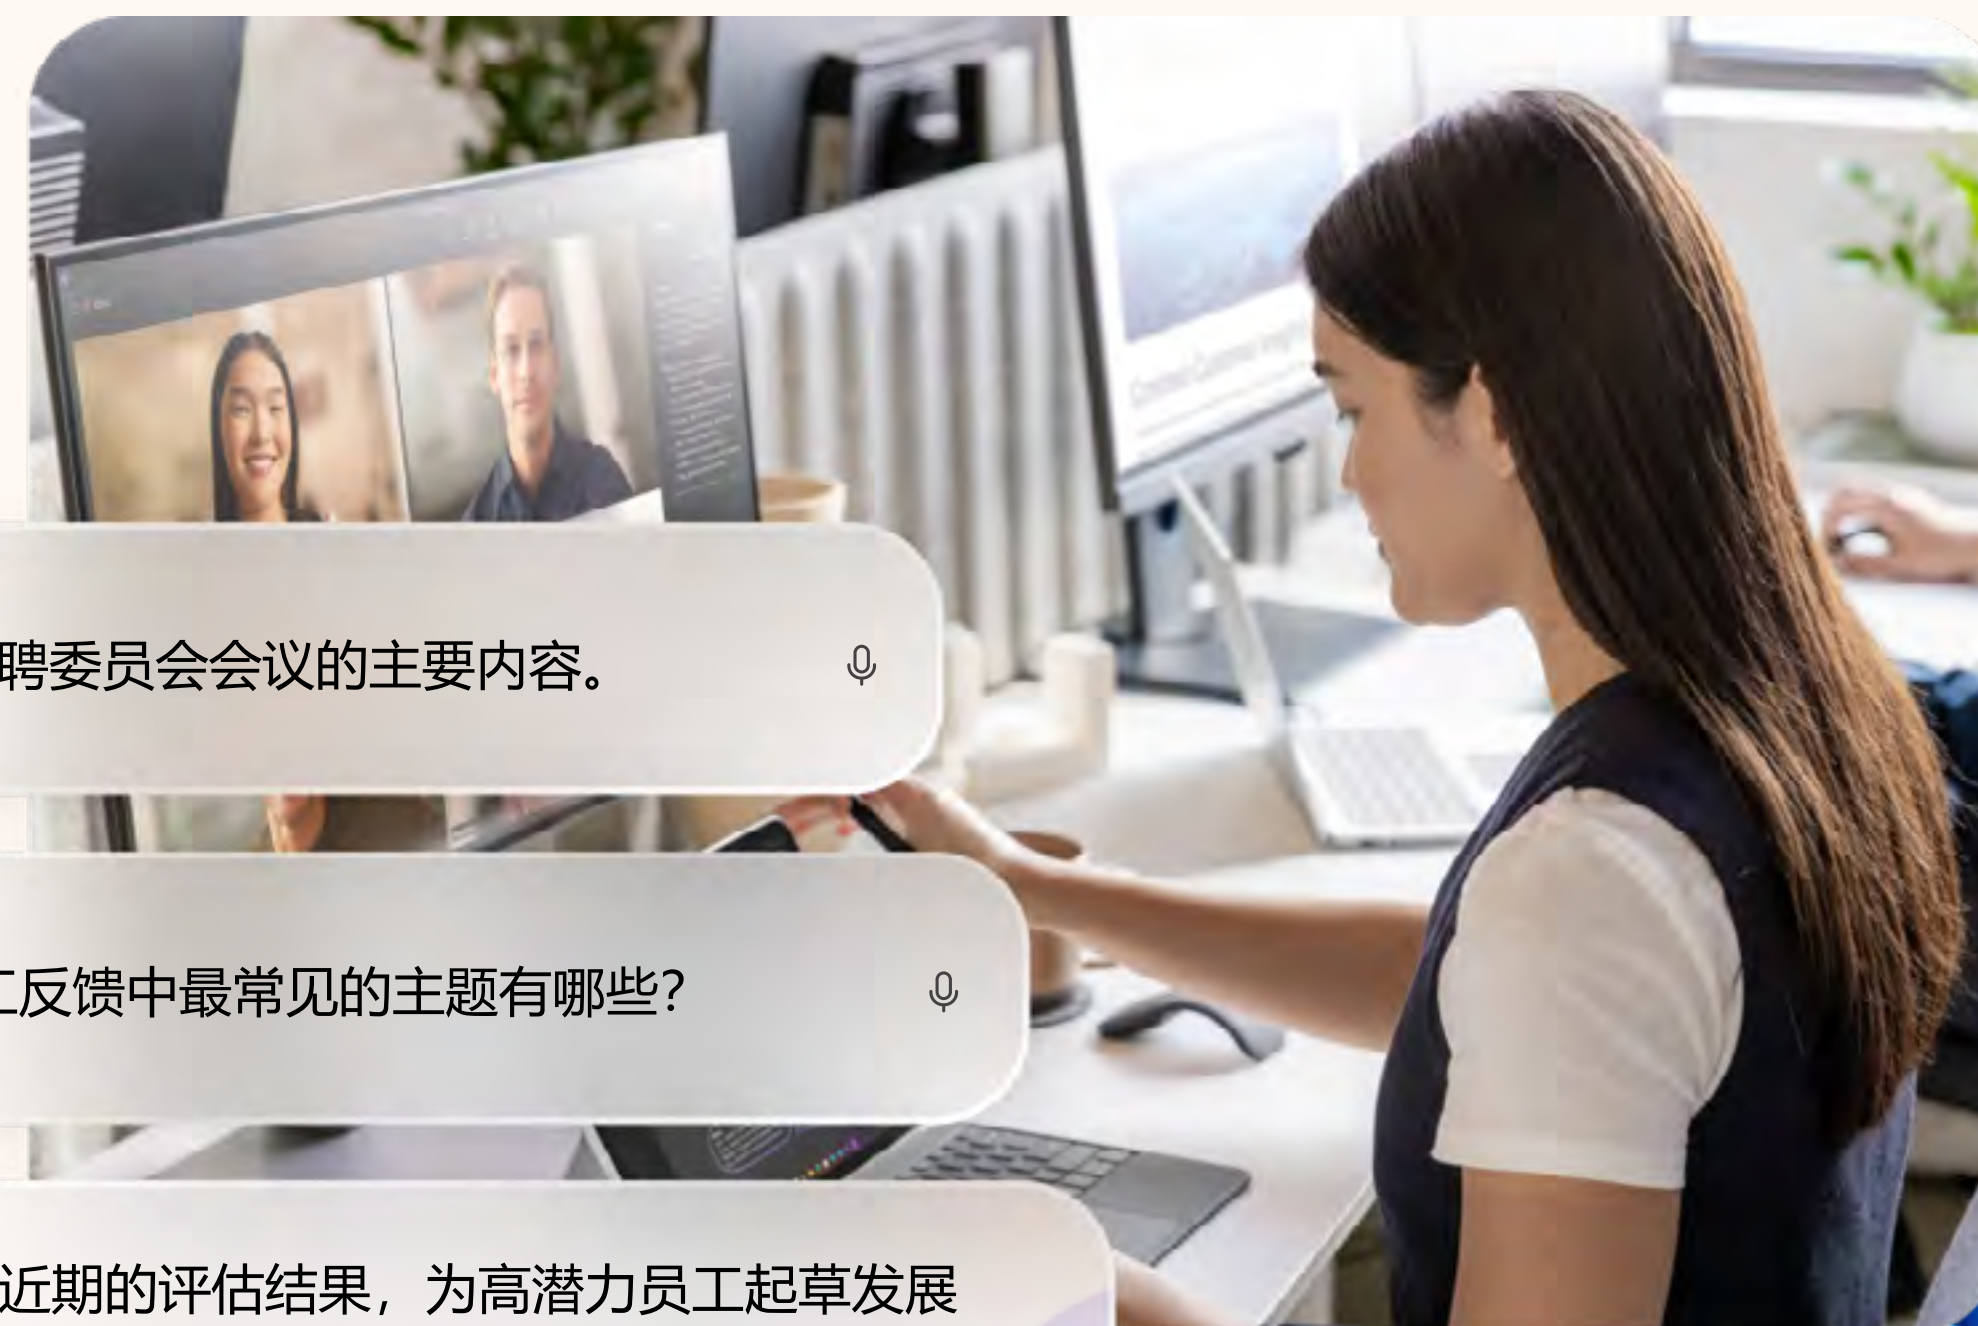 聘委员会会议的主要内容。
工反馈中最常见的主题有哪些？
近期的评估结果，为高潜力员工起草发展